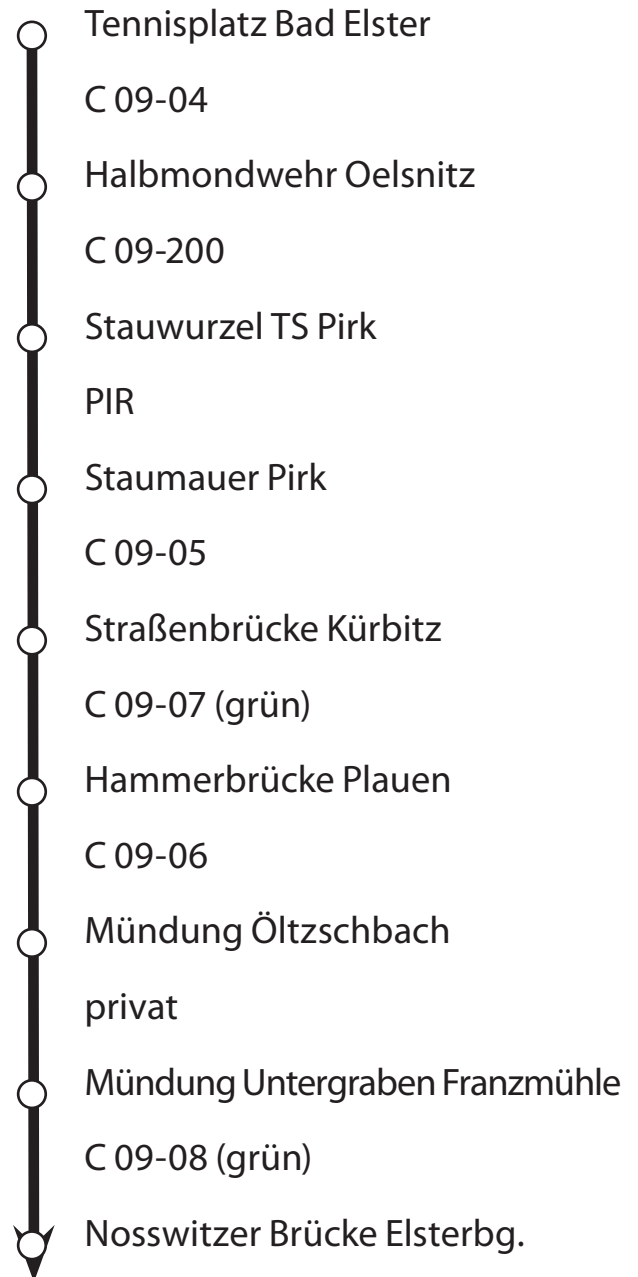 Tennisplatz Bad Elster
C 09-04
Halbmondwehr Oelsnitz
C 09-200
Stauwurzel TS Pirk
PIR
Staumauer Pirk
C 09-05
Straßenbrücke Kürbitz
C 09-07 (grün)
Hammerbrücke Plauen
C 09-06
Mündung Öltzschbach
privat
Mündung Untergraben Franzmühle
C 09-08 (grün)
Nosswitzer Brücke Elsterbg.